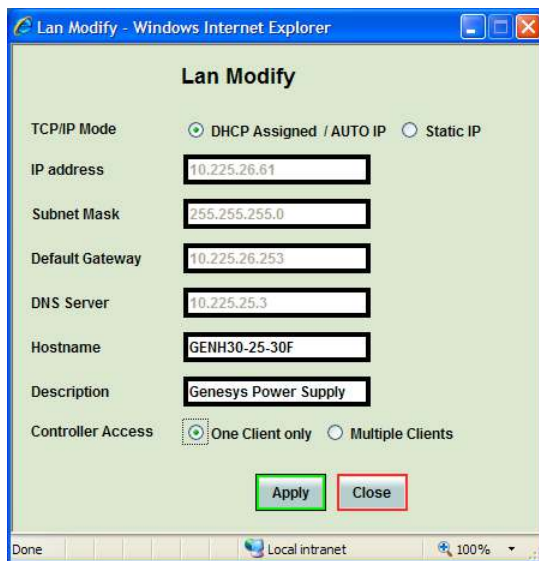 Lan Modify - Windows Internet Explorer
Lan Modify
TCP/IP Mode DHCP Assigned / AUTO IP Static IP
IP address 10.225.26.61
Subnet Mask 255.255.255.0
Default Gateway 10.225.26.253
DNS Server 10.225.25.3
Hostname GENH30-25-30F
Description Genesys Power Supply
Controller Access One Client only Multiple Clients
Apply Close
Done Local intranet 100%